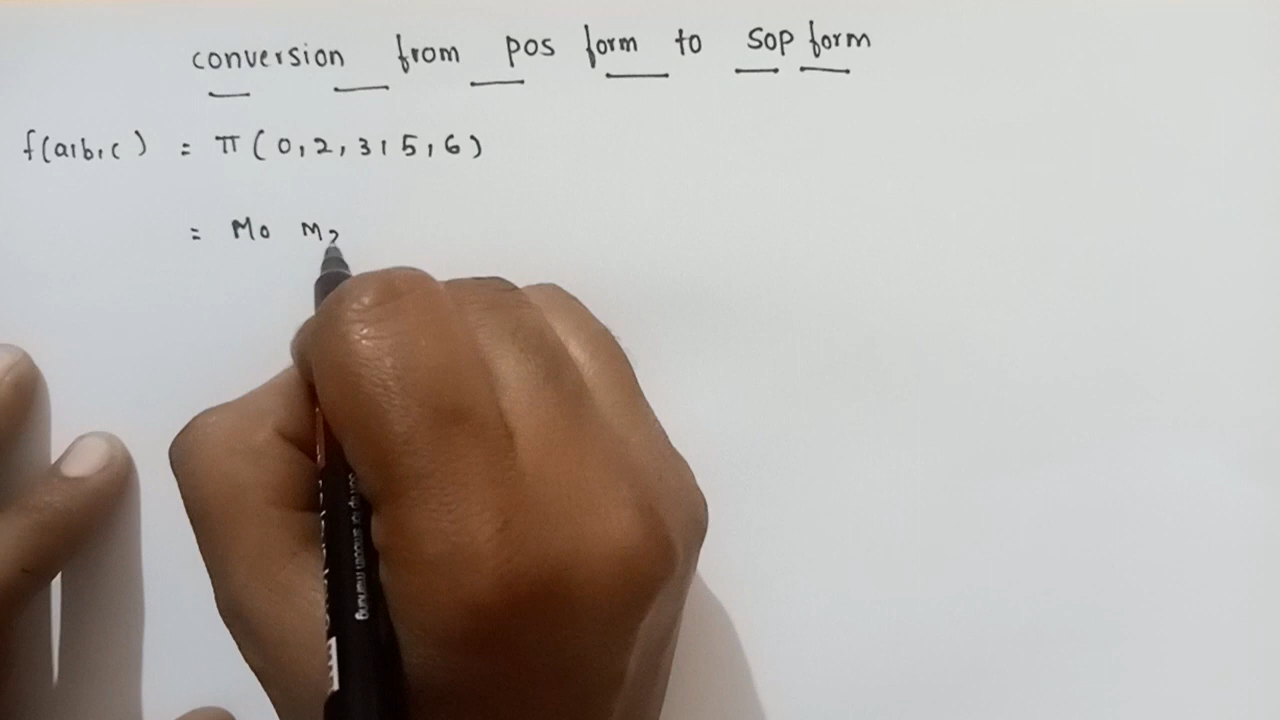 conversion from pos form to sop form
f(a,b,c) = π(0,2,3,5,6)
= M0 M2